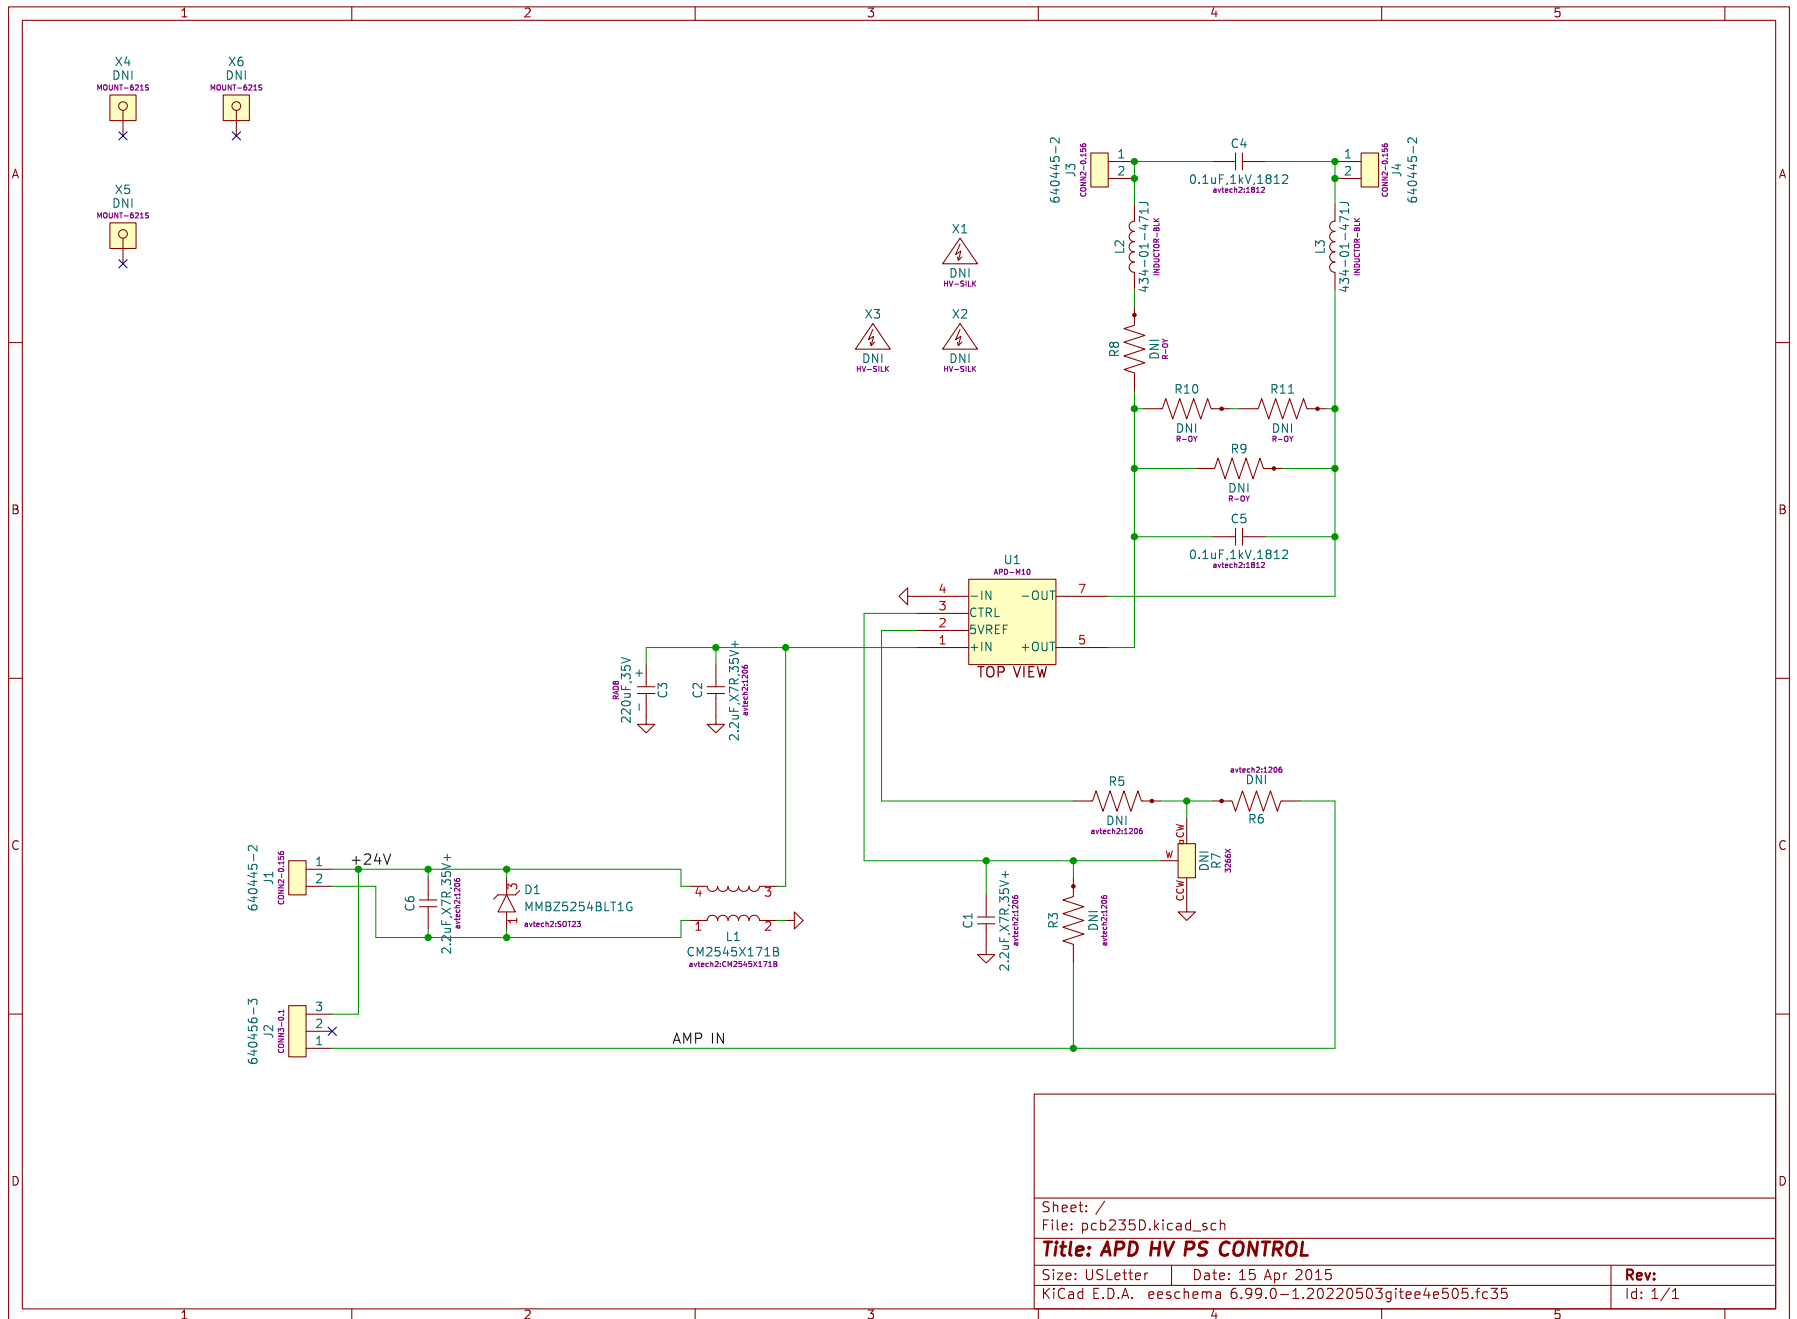 1 2 3 4 5
X4
DNI
MOUNT-621S
X6
DNI
MOUNT-621S
X5
DNI
MOUNT-621S
A
A
640445-2
J3
CONN2-0.156
1
2
C4
0.1uF,1kV,1812
avtech2:1812
1
2
J4
CONN2-0.156
640445-2
L2
434-01-471J
INDUCTOR-BLK
L3
434-01-471J
INDUCTOR-BLK
X1
DNI
HV-SILK
X3
DNI
HV-SILK
X2
DNI
HV-SILK
R8
DNI
R-OY
R10
DNI
R-OY
R11
DNI
R-OY
R9
DNI
R-OY
B
B
C5
0.1uF,1kV,1812
avtech2:1812
U1
APD-M10
4 -IN
3 CTRL
2 5VREF
1 +IN
-OUT 7
+OUT 5
TOP VIEW
RAD8
220uF,35V
+
-
C3
C2
2.2uF,X7R,35V+
avtech2:1206
R5
DNI
avtech2:1206
avtech2:1206
DNI
R6
C
C
CW
W
CCW
DNI
R7
3266X
640445-2
J1
CONN2-0.156
1
2
+24V
C6
2.2uF,X7R,35V+
avtech2:1206
3
1
D1
MMBZ5254BLT1G
avtech2:SOT23
4 3
1 2
L1
CM2545X171B
avtech2:CM2545X171B
C1
2.2uF,X7R,35V+
avtech2:1206
R3
DNI
avtech2:1206
640456-3
J2
CONN3-0.1
3
2
1
AMP IN
D
D
Sheet: /
File: pcb235D.kicad_sch
Title: APD HV PS CONTROL
Size: USLetter Date: 15 Apr 2015 Rev:
KiCad E.D.A. eeschema 6.99.0-1.20220503gitee4e505.fc35 Id: 1/1
1 2 3 4 5